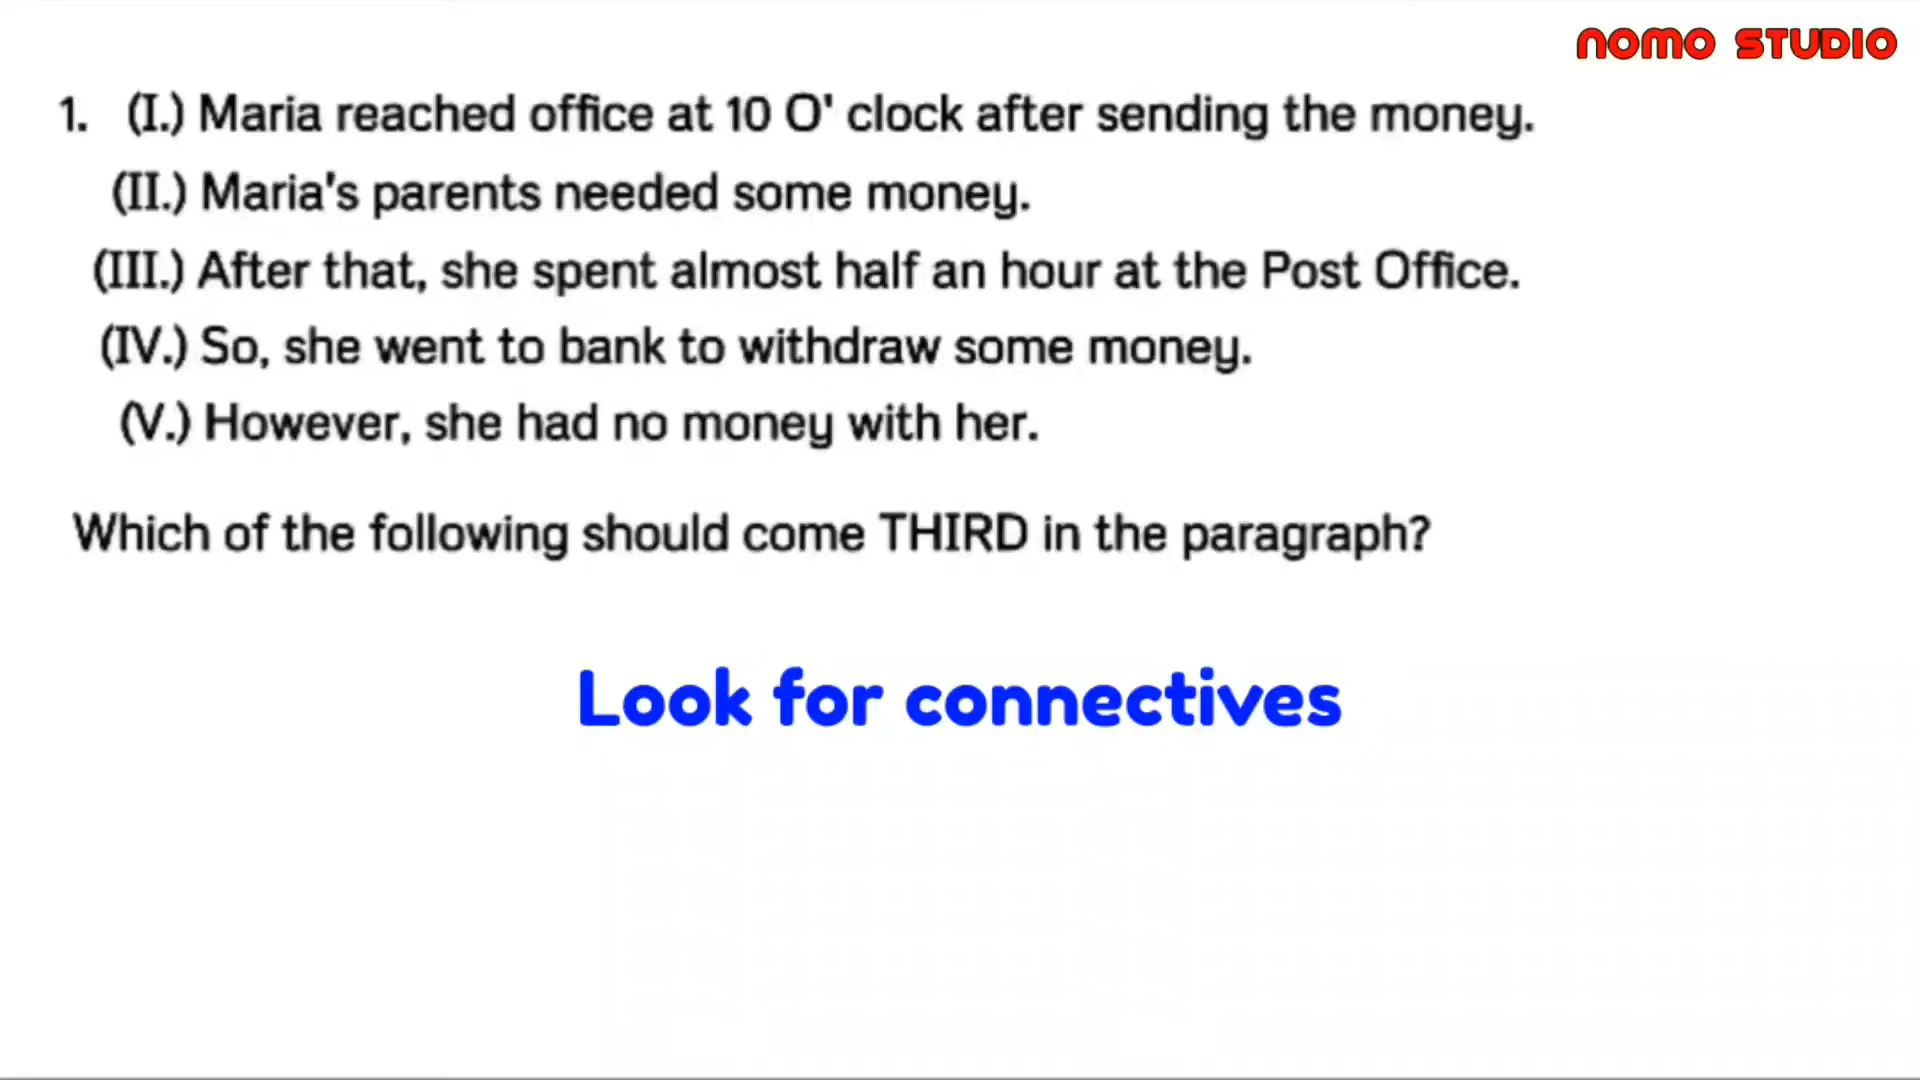 NOMO STUDIO
1. (I.) Maria reached office at 10 O' clock after sending the money.
(II.) Maria's parents needed some money.
(III.) After that, she spent almost half an hour at the Post Office.
(IV.) So, she went to bank to withdraw some money.
(V.) However, she had no money with her.
Which of the following should come THIRD in the paragraph?
Look for connectives